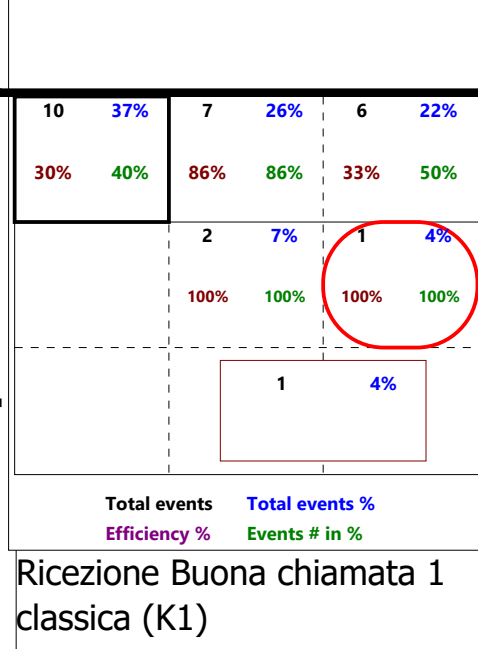 10 37% 7 26% 6 22%
30% 40% 86% 86% 33% 50%
2 7% 1 4%
100% 100% 100% 100%
1 4%
Total events Total events %
Efficiency % Events # in %
Ricezione Buona chiamata 1
classica (K1)